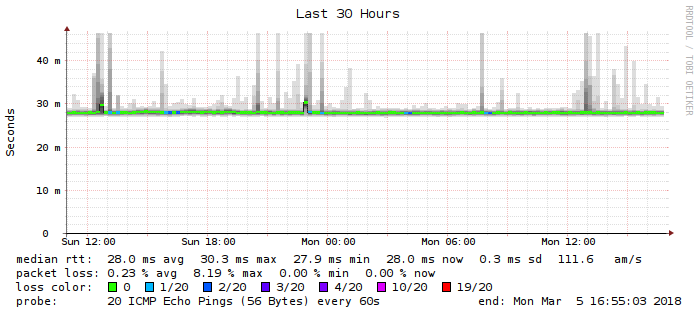 Last 30 Hours
RRDTOOL / TOBI OETIKER
Seconds
40 m
30 m
20 m
10 m
0
Sun 12:00 Sun 18:00 Mon 00:00 Mon 06:00 Mon 12:00
median rtt: 28.0 ms avg 30.3 ms max 27.9 ms min 28.0 ms now 0.3 ms sd 111.6 am/s
packet loss: 0.23 % avg 8.19 % max 0.00 % min 0.00 % now
loss color: 0 1/20 2/20 3/20 4/20 10/20 19/20
probe: 20 ICMP Echo Pings (56 Bytes) every 60s end: Mon Mar 5 16:55:03 2018